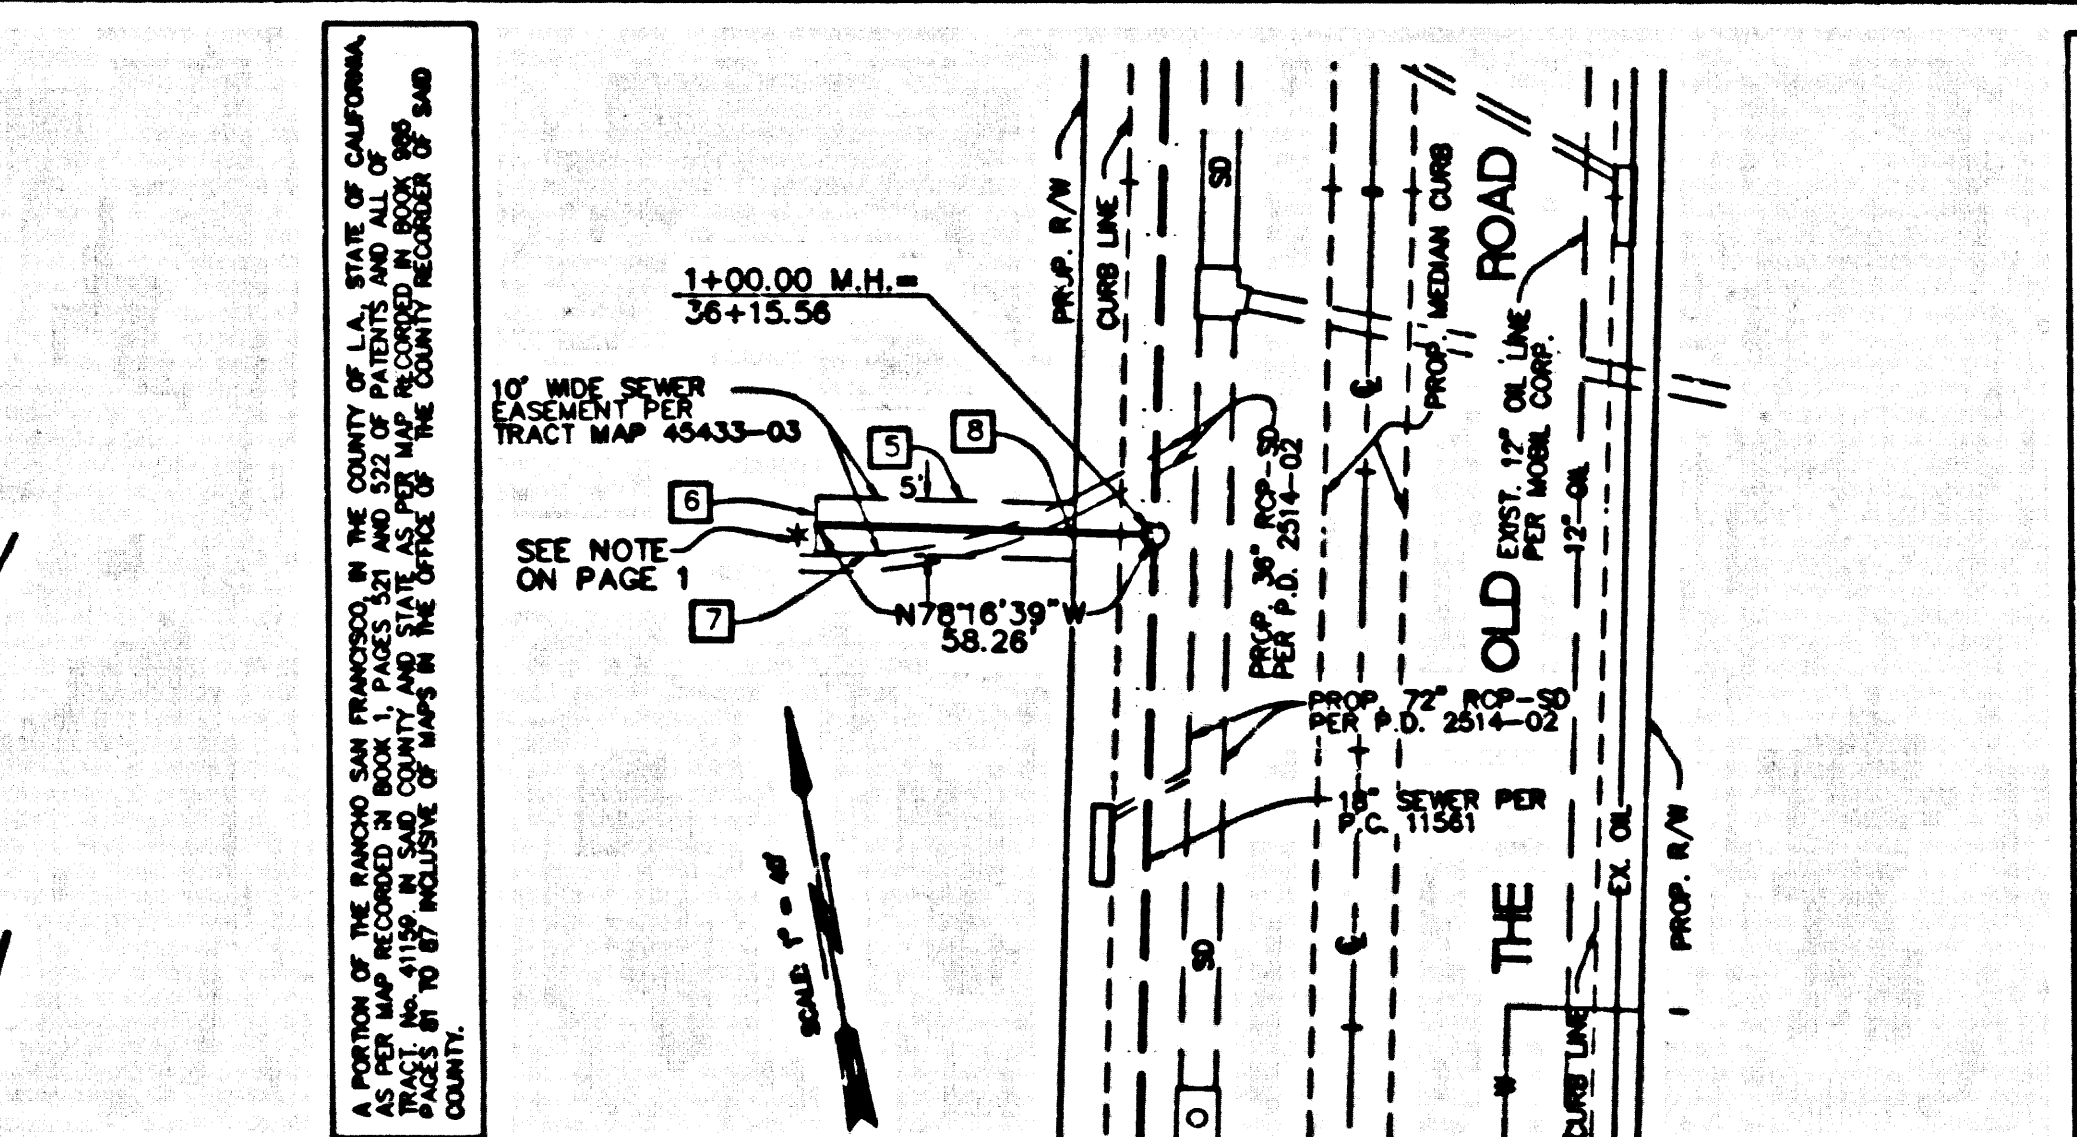 A PORTION OF THE RANCHO SAN FRANCISCO, IN THE COUNTY OF L.A., STATE OF CALIFORNIA,
AS PER MAP RECORDED IN BOOK 1, PAGES 521 AND 522 OF PATENTS AND ALL OF
TRACT. No. 41159, IN SAID COUNTY AND STATE AS PER MAP RECORDED IN BOOK 986
PAGES 81 TO 87 INCLUSIVE OF MAPS IN THE OFFICE OF THE COUNTY RECORDER OF SAID
COUNTY.
1+00.00 M.H.=
36+15.56
10' WIDE SEWER
EASEMENT PER
TRACT MAP 45433-03
5
8
5'
6
SEE NOTE
ON PAGE 1
7
N78°16'39"W
58.26'
SCALE: 1" = 40'
PROP. R/W
CURB LINE
SD
PROP. 36" RCP-SD
PER P.D. 2514-02
PROP. MEDIAN CURB
THE OLD ROAD
EXIST. 12" OIL LINE
PER MOBIL CORP.
12"-OIL
PROP. 72" RCP-SD
PER P.D. 2514-02
18" SEWER PER
P.C. 11561
SD
EX. OIL
PROP. R/W
CURB LINE
W